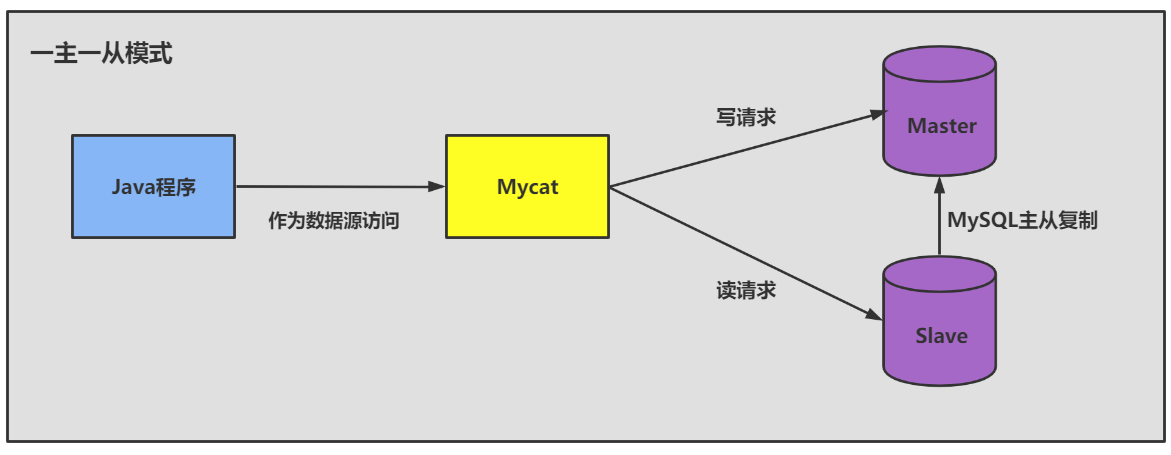 一主一从模式
写请求
Master
Java程序
Mycat
作为数据源访问
MySQL主从复制
读请求
Slave